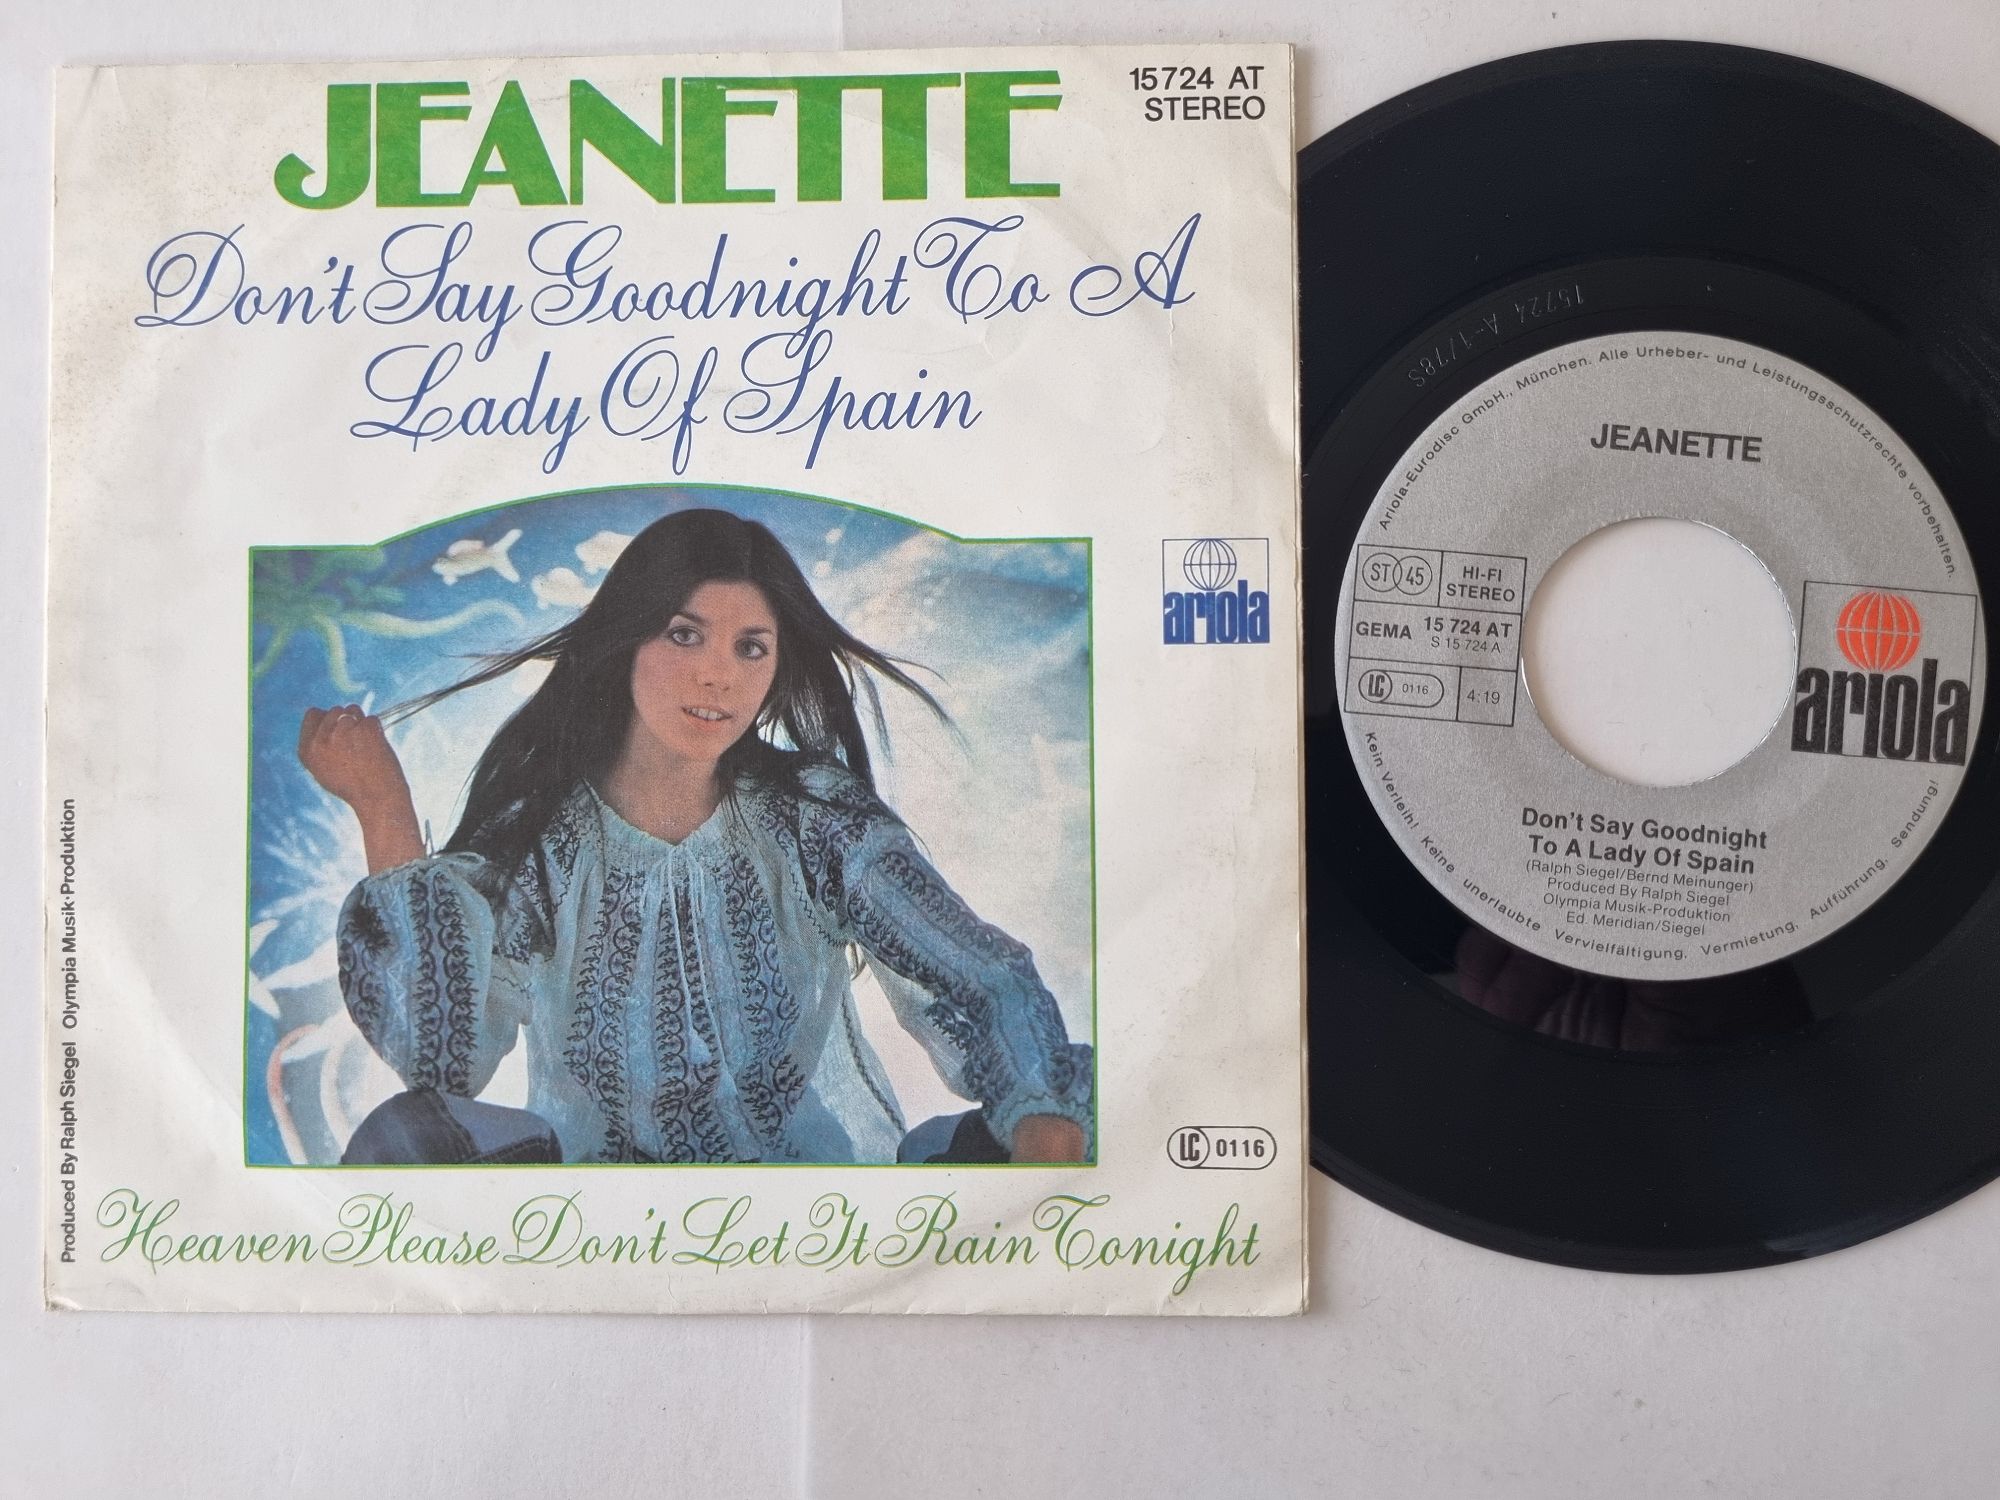 JEANETTE
15724 AT
STEREO
Don't Say Goodnight To A
Lady Of Spain
ariola
Produced By Ralph Siegel Olympia Musik-Produktion
LC 0116
Heaven Please Don't Let It Rain Tonight
15724 A-1/78S
Ariola-Eurodisc GmbH., München. Alle Urheber- und Leistungsschutzrechte vorbehalten.
JEANETTE
ST 45
HI-FI
STEREO
GEMA 15 724 AT
S 15 724 A
LC 0116
4:19
ariola
Don't Say Goodnight
To A Lady Of Spain
(Ralph Siegel/Bernd Meinunger)
Produced By Ralph Siegel
Olympia Musik-Produktion
Ed. Meridian/Siegel
Kein Verleih! Keine unerlaubte Vervielfältigung, Vermietung, Aufführung, Sendung!